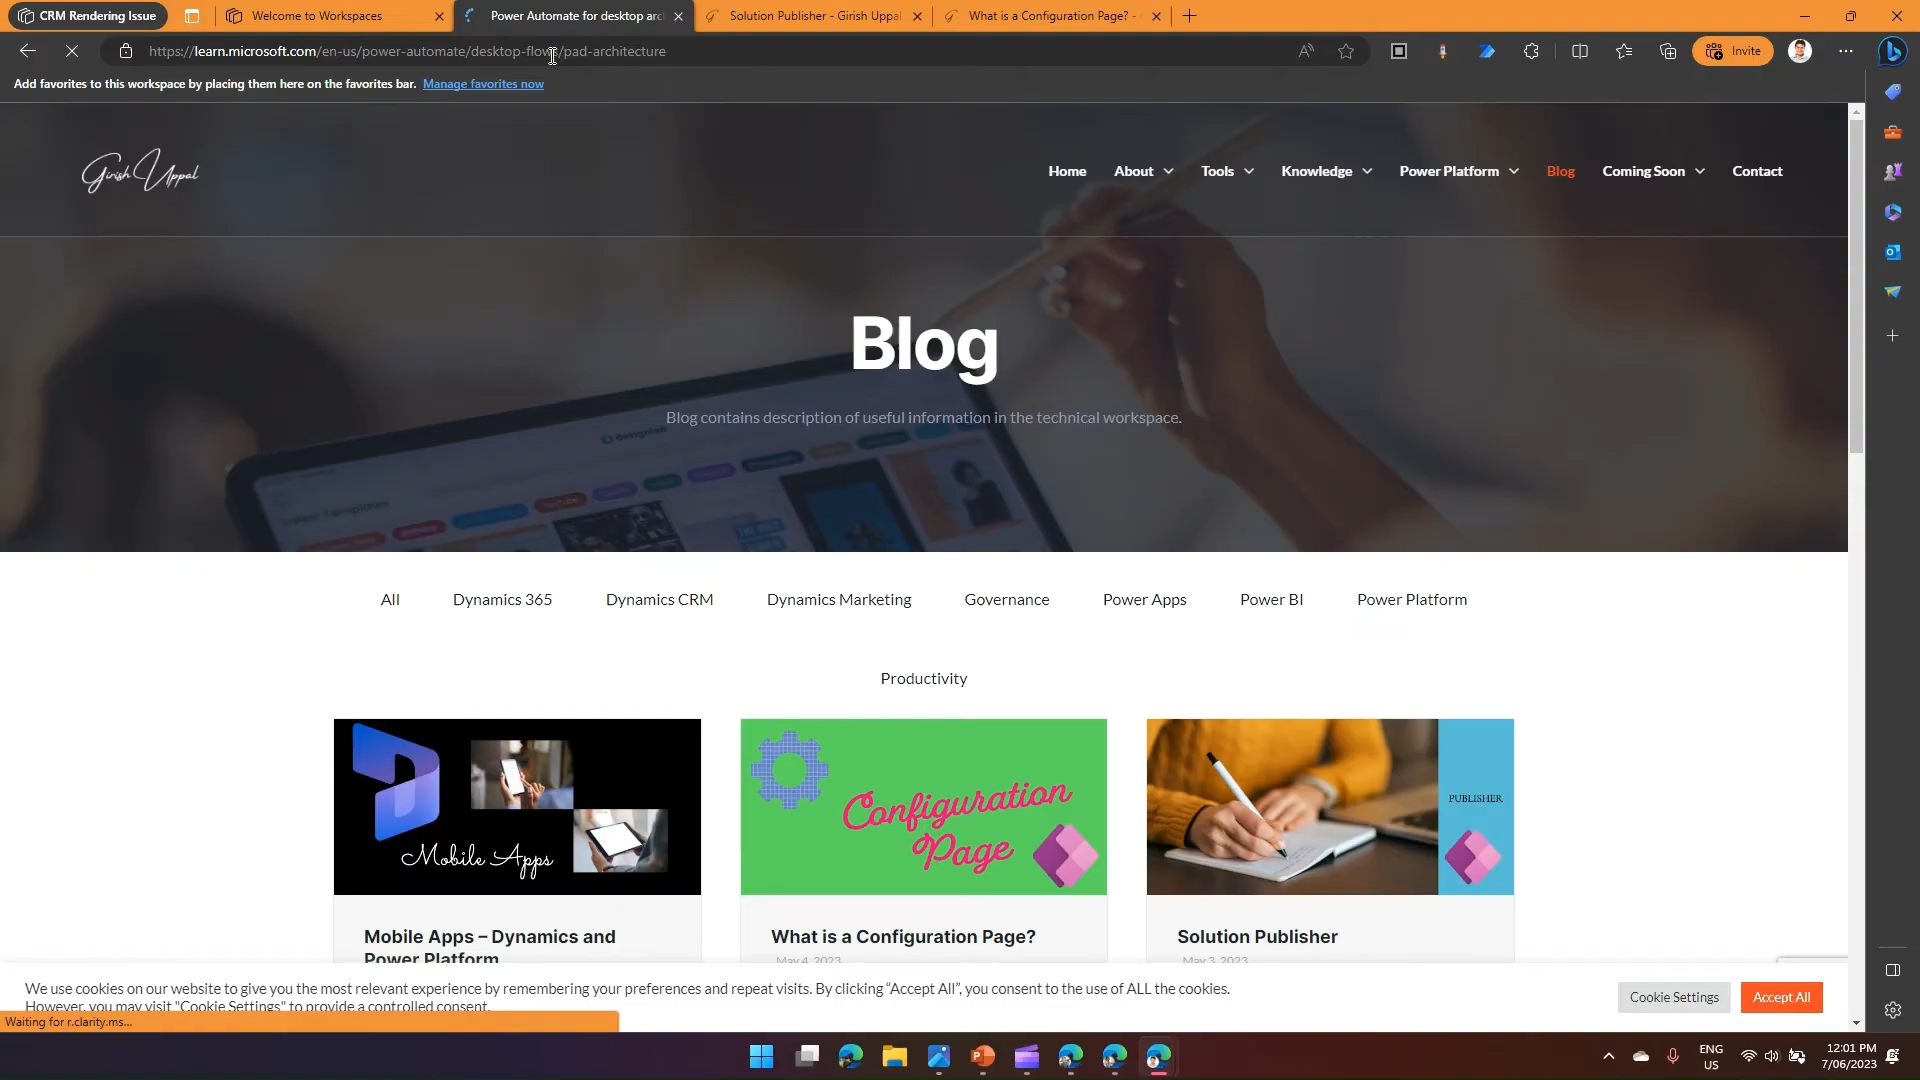 CRM Rendering Issue
Welcome to Workspaces
Power Automate for desktop arc
Solution Publisher - Girish Uppal
What is a Configuration Page? -
https://learn.microsoft.com/en-us/power-automate/desktop-flows/pad-architecture
Invite
Add favorites to this workspace by placing them here on the favorites bar. Manage favorites now
Girish Uppal
Home
About
Tools
Knowledge
Power Platform
Blog
Coming Soon
Contact
Blog
Blog contains description of useful information in the technical workspace.
All
Dynamics 365
Dynamics CRM
Dynamics Marketing
Governance
Power Apps
Power BI
Power Platform
Productivity
Mobile Apps
Configuration
Page
PUBLISHER
Mobile Apps – Dynamics and
Power Platform
What is a Configuration Page?
May 4, 2023
Solution Publisher
May 3, 2023
We use cookies on our website to give you the most relevant experience by remembering your preferences and repeat visits. By clicking “Accept All”, you consent to the use of ALL the cookies.
However, you may visit "Cookie Settings" to provide a controlled consent.
Cookie Settings
Accept All
Waiting for r.clarity.ms...
ENG
US
12:01 PM
7/06/2023